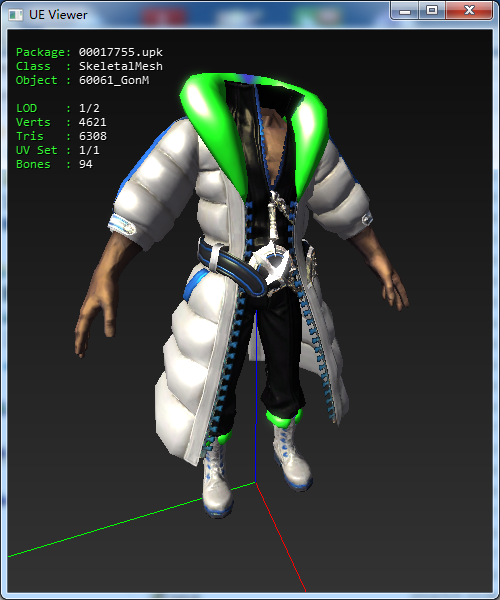 UE Viewer
Package: 00017755.upk
Class : SkeletalMesh
Object : 60061_GonM
LOD : 1/2
Verts : 4621
Tris : 6308
UV Set : 1/1
Bones : 94